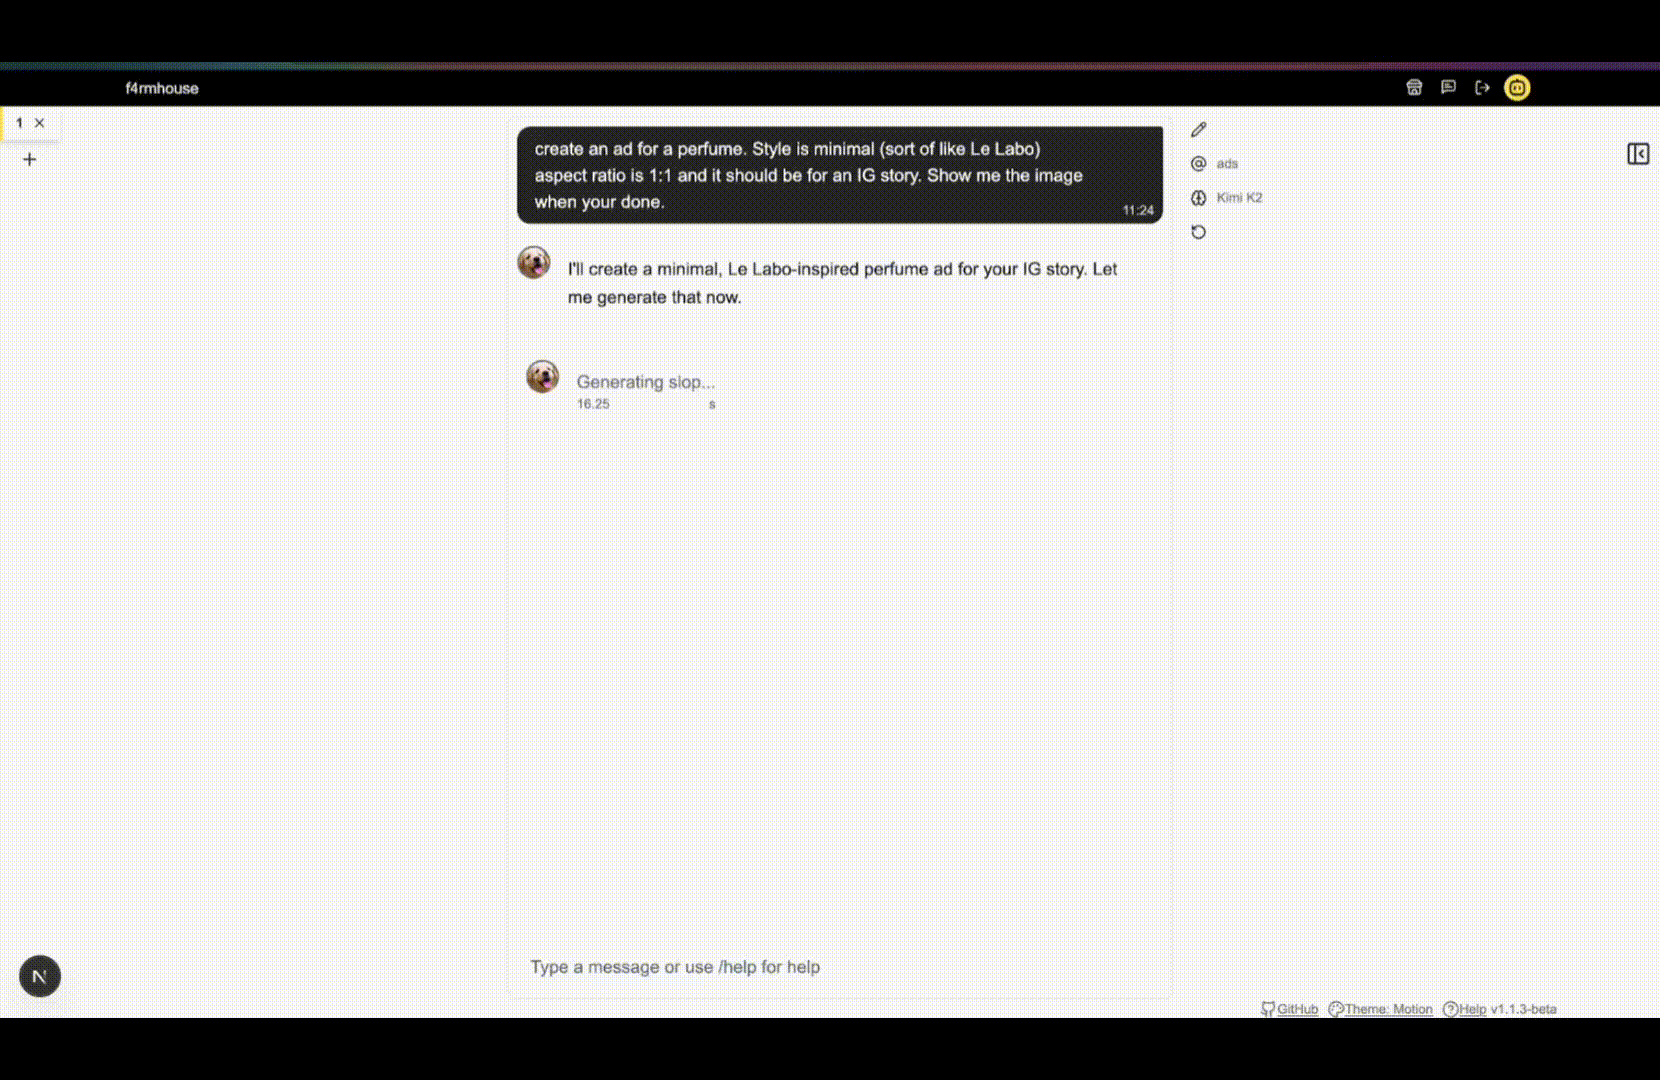 f4rmhouse
1 ×
create an ad for a perfume. Style is minimal (sort of like Le Labo)
aspect ratio is 1:1 and it should be for an IG story. Show me the image
when your done.
11:24
ads
Kimi K2
I'll create a minimal, Le Labo-inspired perfume ad for your IG story. Let
me generate that now.
Generating slop...
16.25 s
Type a message or use /help for help
N
GitHub Theme: Motion Help v1.1.3-beta